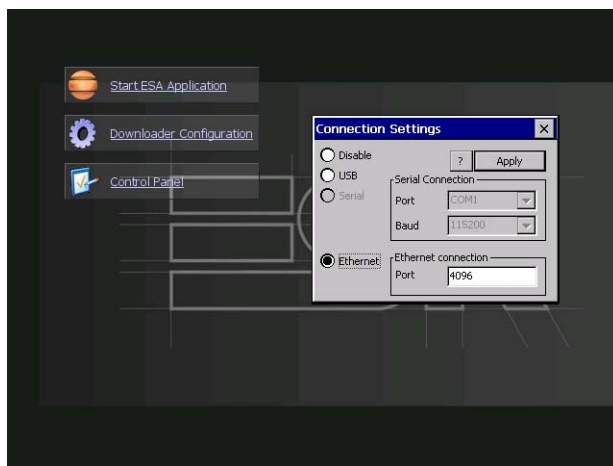 Start ESA Application
Downloader Configuration
Control Panel
Connection Settings
Disable
USB
Serial
Ethernet
? Apply
Serial Connection
Port COM1
Baud 115200
Ethernet connection
Port 4096